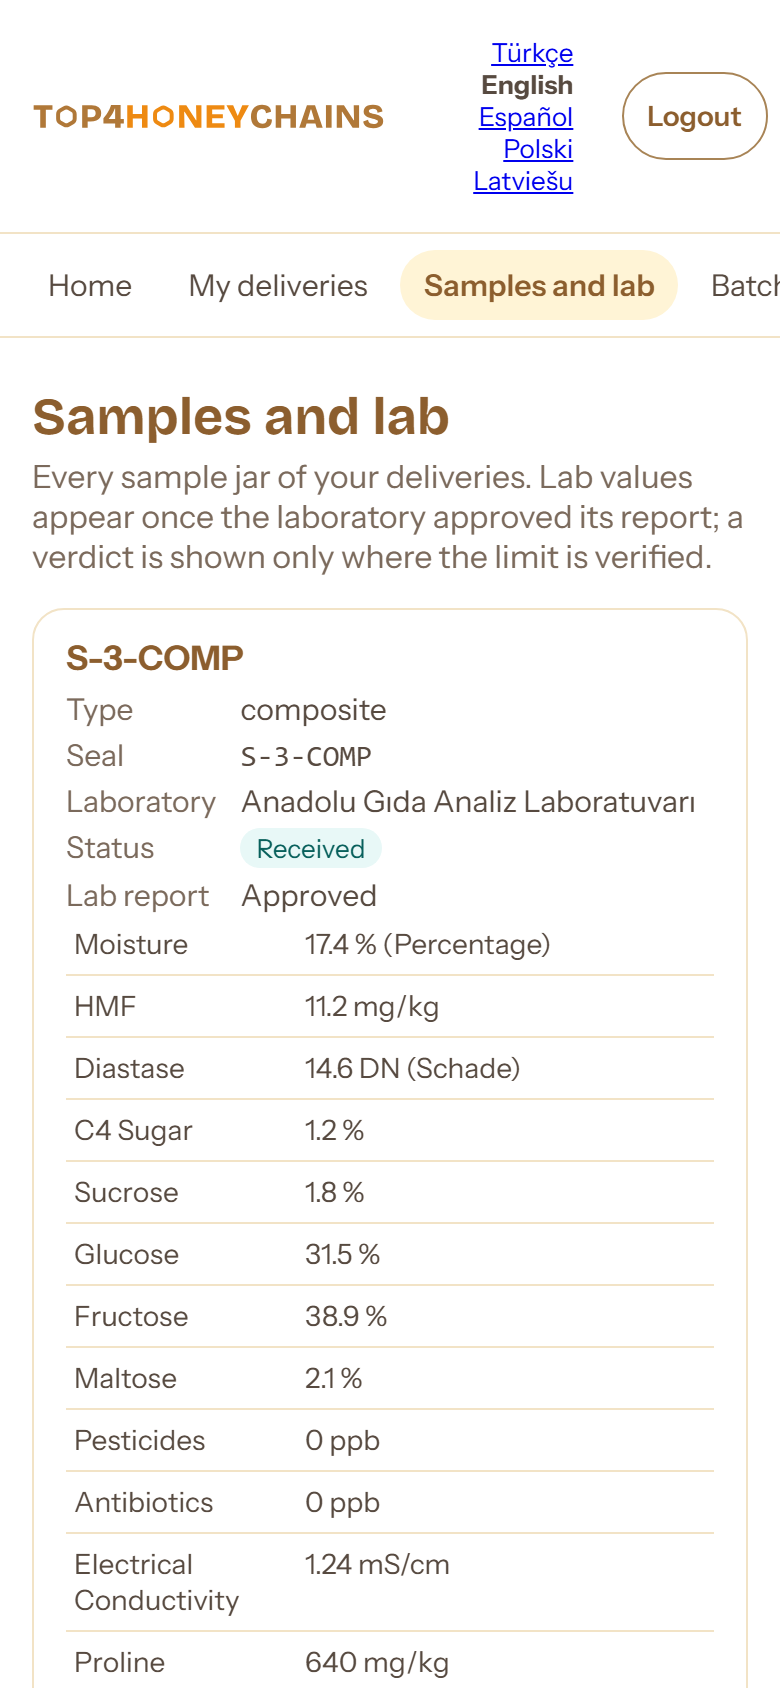 TOP4HONEYCHAINS
Türkçe
English
Español
Polski
Latviešu
Logout
Home
My deliveries
Samples and lab
Batch
Samples and lab
Every sample jar of your deliveries. Lab values
appear once the laboratory approved its report; a
verdict is shown only where the limit is verified.
S-3-COMP
Type composite
Seal S-3-COMP
Laboratory Anadolu Gıda Analiz Laboratuvarı
Status Received
Lab report Approved
Moisture 17.4 % (Percentage)
HMF 11.2 mg/kg
Diastase 14.6 DN (Schade)
C4 Sugar 1.2 %
Sucrose 1.8 %
Glucose 31.5 %
Fructose 38.9 %
Maltose 2.1 %
Pesticides 0 ppb
Antibiotics 0 ppb
Electrical 1.24 mS/cm
Conductivity
Proline 640 mg/kg